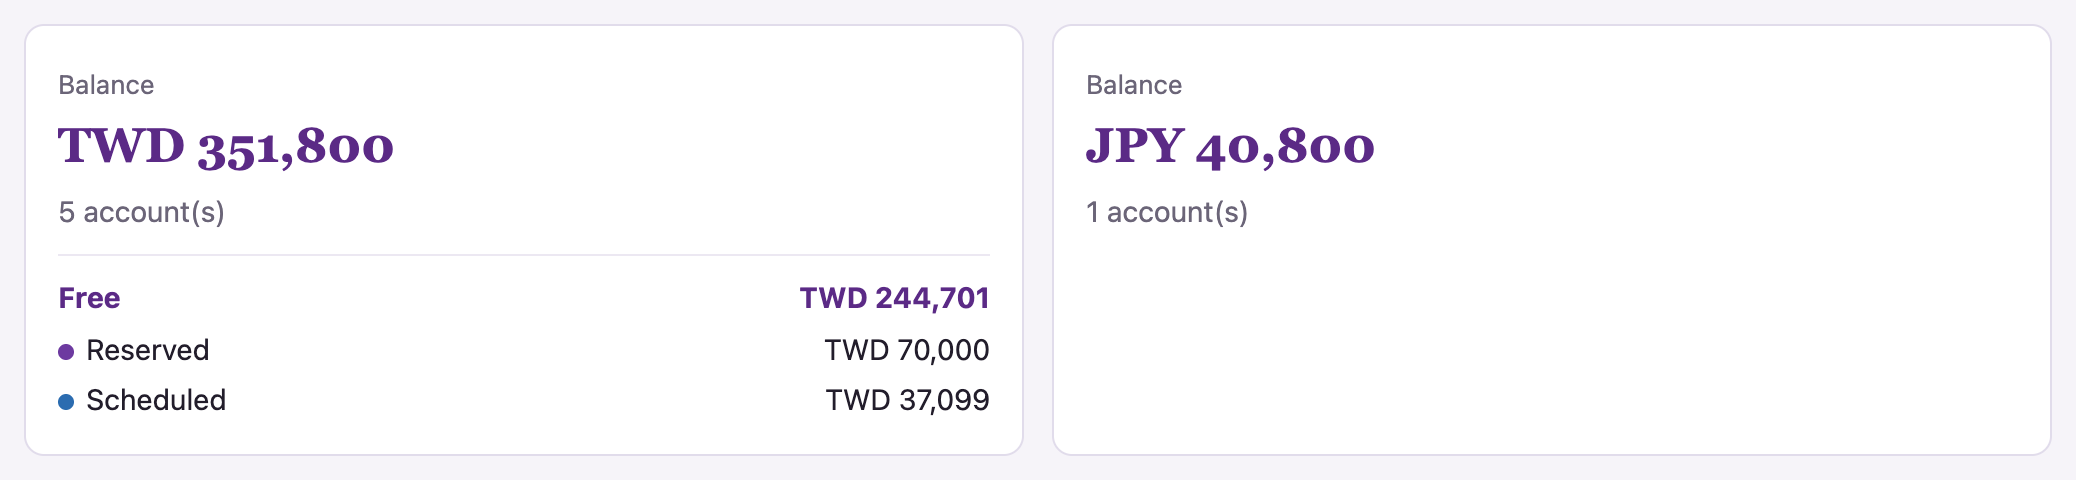 Balance
TWD 351,800
5 account(s)
Free TWD 244,701
Reserved TWD 70,000
Scheduled TWD 37,099
Balance
JPY 40,800
1 account(s)